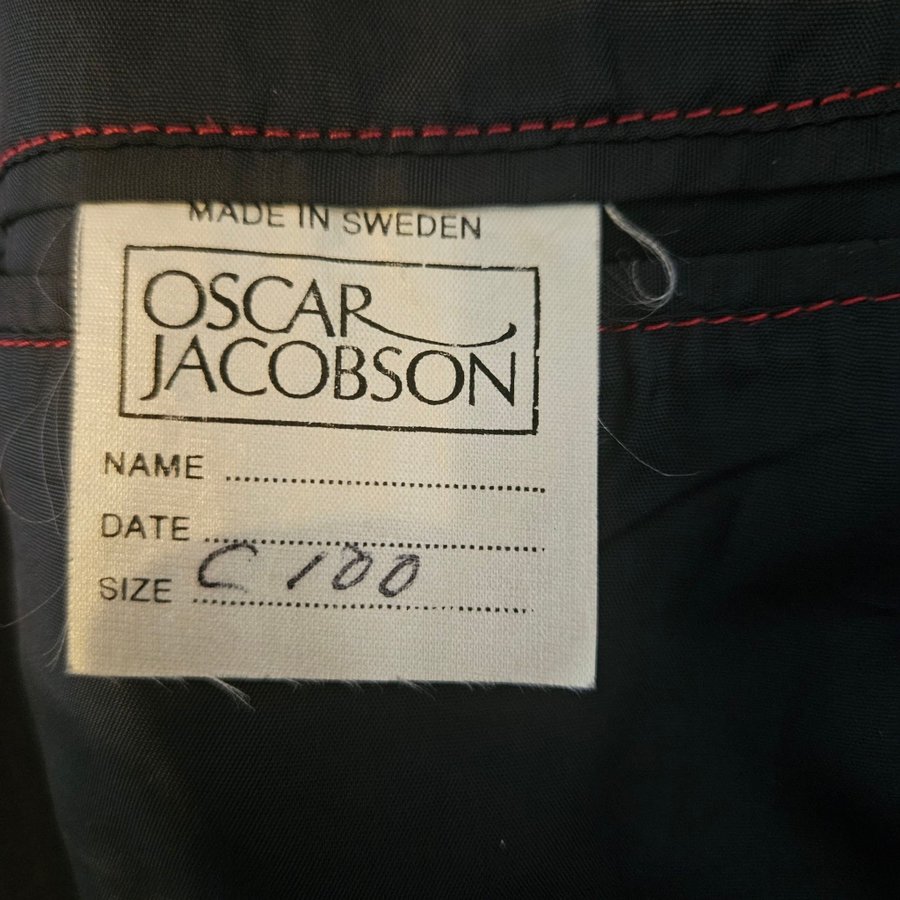 MADE IN SWEDEN
OSCAR
JACOBSON
NAME
DATE
SIZE C 100